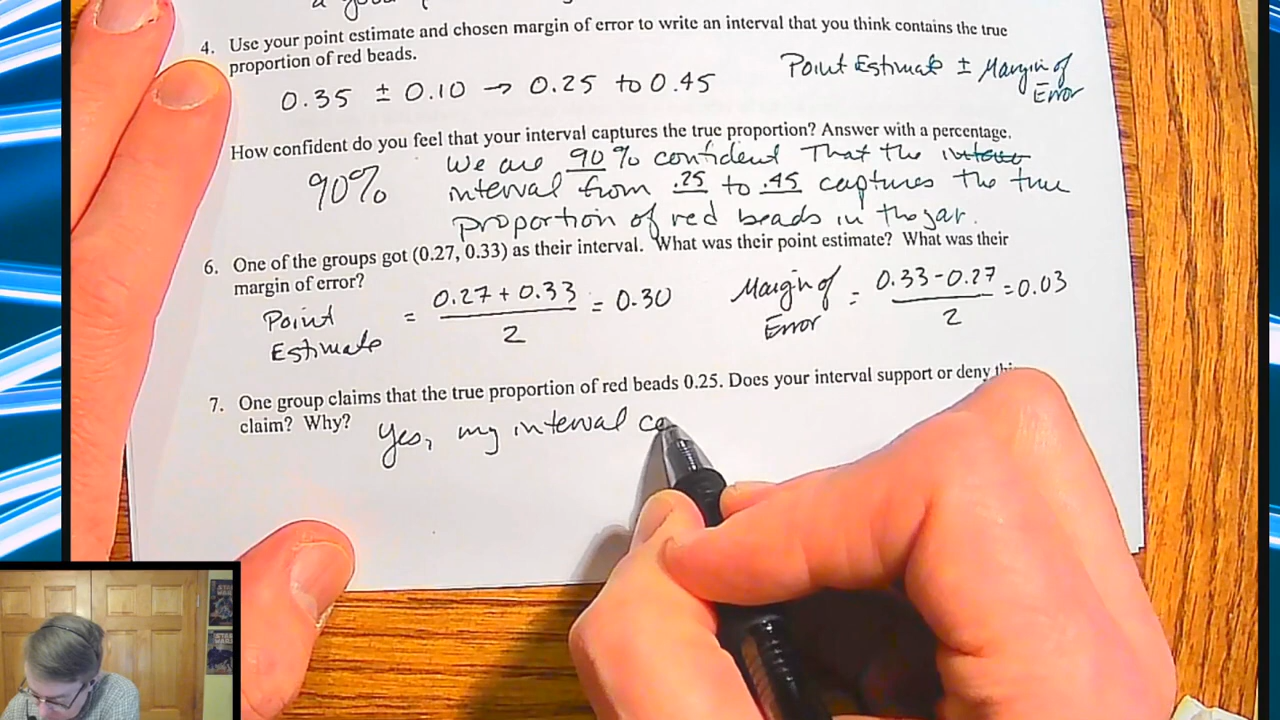 a good
4. Use your point estimate and chosen margin of error to write an interval that you think contains the true
proportion of red beads.
0.35 ± 0.10 → 0.25 to 0.45
Point Estimate ± Margin of
Error
How confident do you feel that your interval captures the true proportion? Answer with a percentage.
90%
We are 90% confident that the
interval from .25 to .45 captures the true
proportion of red beads in the jar.
6. One of the groups got (0.27, 0.33) as their interval. What was their point estimate? What was their
margin of error?
Point
Estimate
= 0.27 + 0.33 / 2 = 0.30
Margin of
Error
= 0.33 - 0.27 / 2 = 0.03
7. One group claims that the true proportion of red beads 0.25. Does your interval support or deny
claim? Why?
Yes, my interval co
STAR WARS
STAR WARS